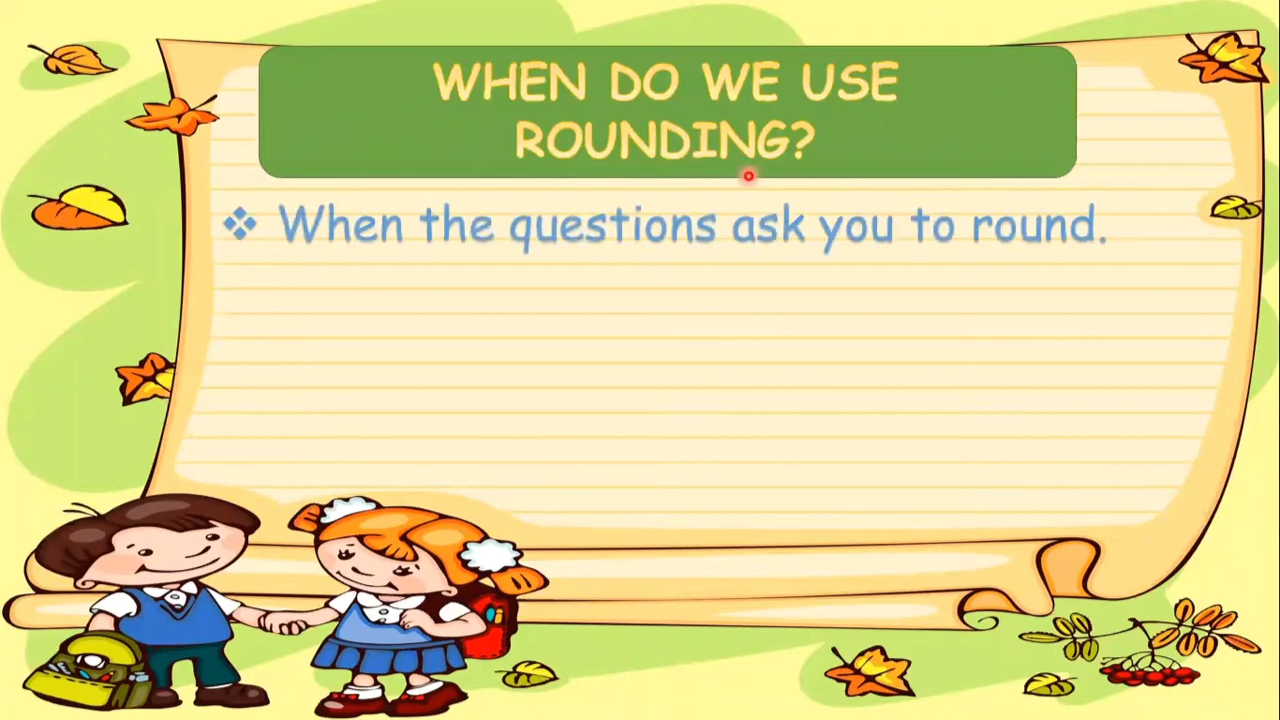 WHEN DO WE USE
ROUNDING?
❖ When the questions ask you to round.